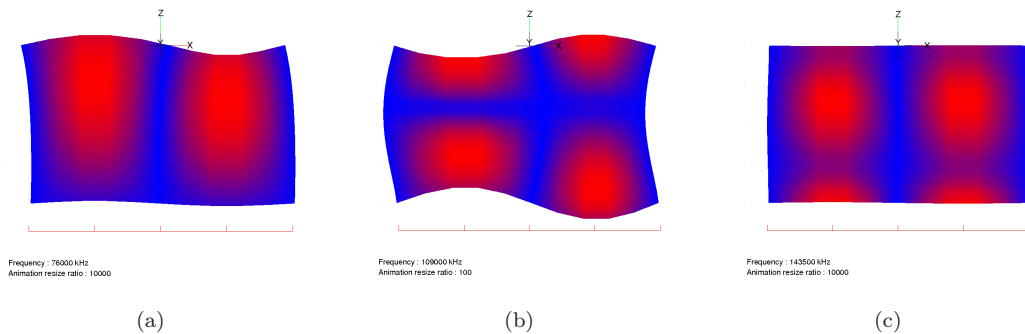 Z
Y X
Frequency : 76000 kHz
Animation resize ratio : 10000
(a)
Z
Y X
Frequency : 109000 kHz
Animation resize ratio : 100
(b)
Z
Y X
Frequency : 143500 kHz
Animation resize ratio : 10000
(c)